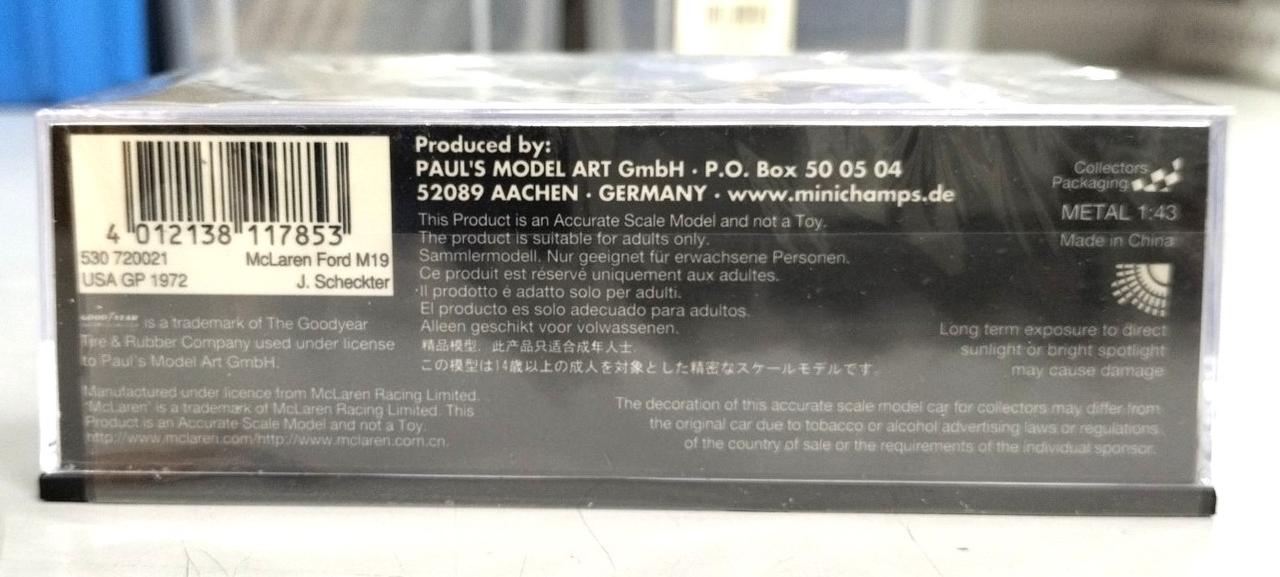 4 012138 117853
530 720021 McLaren Ford M19
USA GP 1972 J. Scheckter
GOODYEAR is a trademark of The Goodyear
Tire & Rubber Company used under license
to Paul's Model Art GmbH.
Manufactured under licence from McLaren Racing Limited.
'McLaren' is a trademark of McLaren Racing Limited. This
Product is an Accurate Scale Model and not a Toy.
http://www.mclaren.com/http://www.mclaren.com.cn.
Produced by:
PAUL'S MODEL ART GmbH · P.O. Box 50 05 04
52089 AACHEN · GERMANY · www.minichamps.de
This Product is an Accurate Scale Model and not a Toy.
The product is suitable for adults only.
Sammlermodell. Nur geeignet für erwachsene Personen.
Ce produit est réservé uniquement aux adultes.
Il prodotto é adatto solo per adulti.
El producto es solo adecuado para adultos.
Alleen geschikt voor volwassenen.
精品模型. 此产品只适合成年人士.
この模型は14歳以上の成人を対象とした精密なスケールモデルです。
Collectors
Packaging
METAL 1:43
Made in China
Long term exposure to direct
sunlight or bright spotlight
may cause damage
The decoration of this accurate scale model car for collectors may differ from
the original car due to tobacco or alcohol advertising laws or regulations
of the country of sale or the requirements of the individual sponsor.